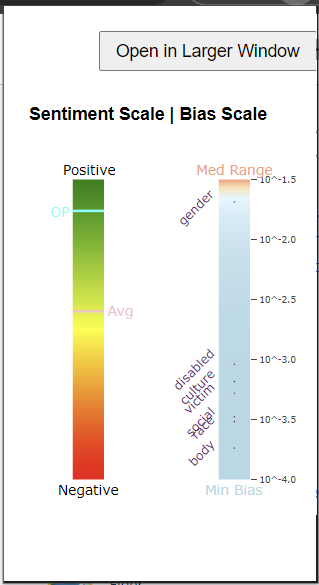 Open in Larger Window
Sentiment Scale | Bias Scale
Positive
Med Range
OP
Avg
Negative
gender
disabled
culture
victim
social
race
body
10^-1.5
10^-2.0
10^-2.5
10^-3.0
10^-3.5
10^-4.0
Min Bias